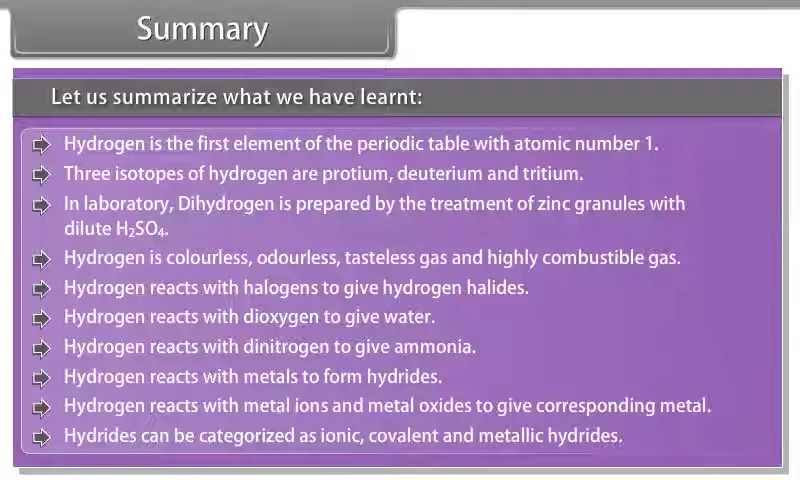 Summary
Let us summarize what we have learnt:
Hydrogen is the first element of the periodic table with atomic number 1.
Three isotopes of hydrogen are protium, deuterium and tritium.
In laboratory, Dihydrogen is prepared by the treatment of zinc granules with
dilute H₂SO₄.
Hydrogen is colourless, odourless, tasteless gas and highly combustible gas.
Hydrogen reacts with halogens to give hydrogen halides.
Hydrogen reacts with dioxygen to give water.
Hydrogen reacts with dinitrogen to give ammonia.
Hydrogen reacts with metals to form hydrides.
Hydrogen reacts with metal ions and metal oxides to give corresponding metal.
Hydrides can be categorized as ionic, covalent and metallic hydrides.